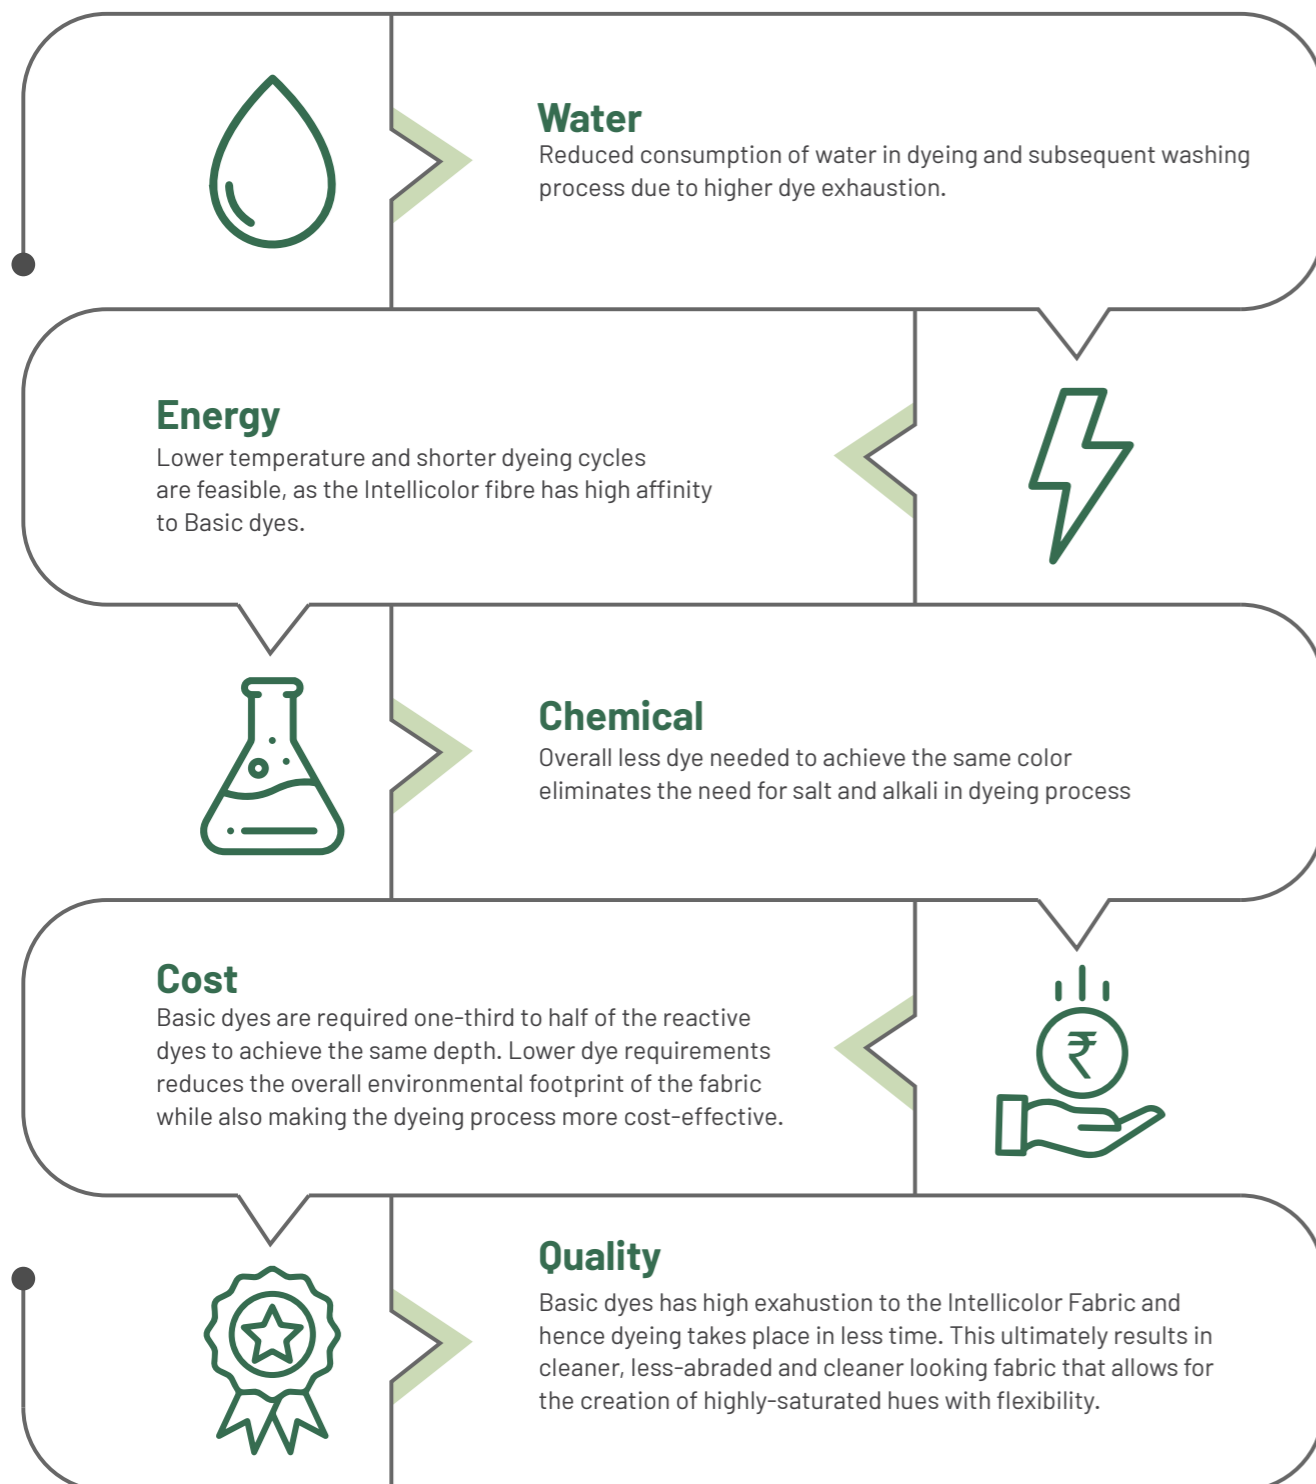 Water
Reduced consumption of water in dyeing and subsequent washing
process due to higher dye exhaustion.
Energy
Lower temperature and shorter dyeing cycles
are feasible, as the Intellicolor fibre has high affinity
to Basic dyes.
Chemical
Overall less dye needed to achieve the same color
eliminates the need for salt and alkali in dyeing process
Cost
Basic dyes are required one-third to half of the reactive
dyes to achieve the same depth. Lower dye requirements
reduces the overall environmental footprint of the fabric
while also making the dyeing process more cost-effective.
₹
Quality
Basic dyes has high exahustion to the Intellicolor Fabric and
hence dyeing takes place in less time. This ultimately results in
cleaner, less-abraded and cleaner looking fabric that allows for
the creation of highly-saturated hues with flexibility.